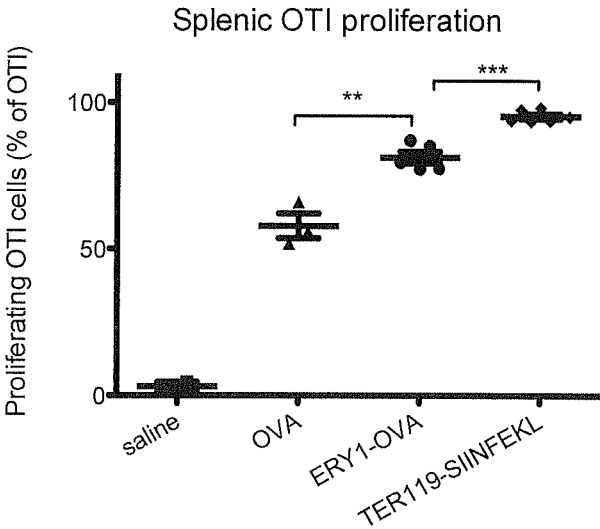 Splenic OTI proliferation
Proliferating OTI cells (% of OTI)
100
50
0
**
***
saline
OVA
ERY1-OVA
TER119-SIINFEKL